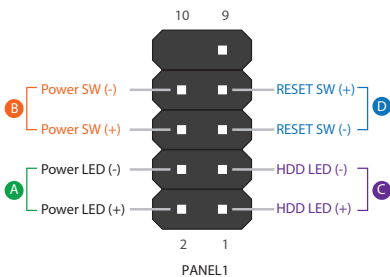 10 9
Power SW (-) RESET SW (+)
B D
Power SW (+) RESET SW (-)
Power LED (-) HDD LED (-)
A C
Power LED (+) HDD LED (+)
2 1
PANEL1